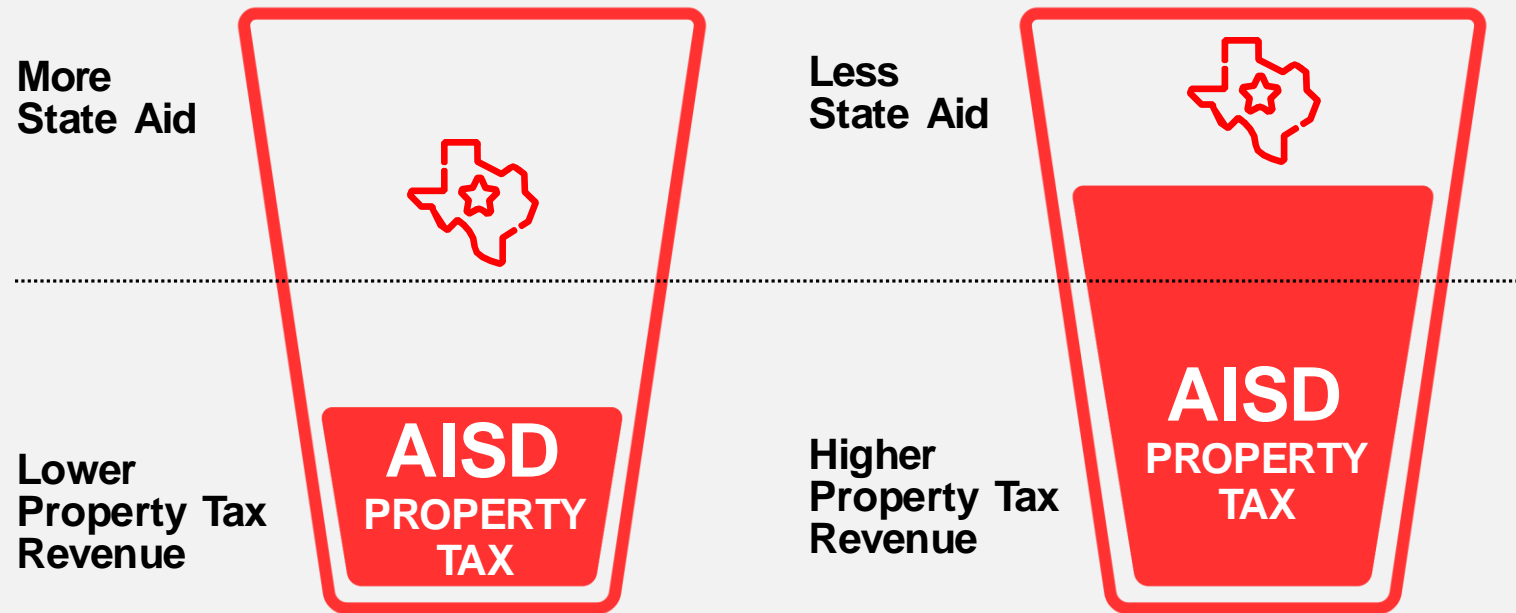 More
State Aid
Lower
Property Tax
Revenue
AISD
PROPERTY
TAX
Less
State Aid
Higher
Property Tax
Revenue
AISD
PROPERTY
TAX